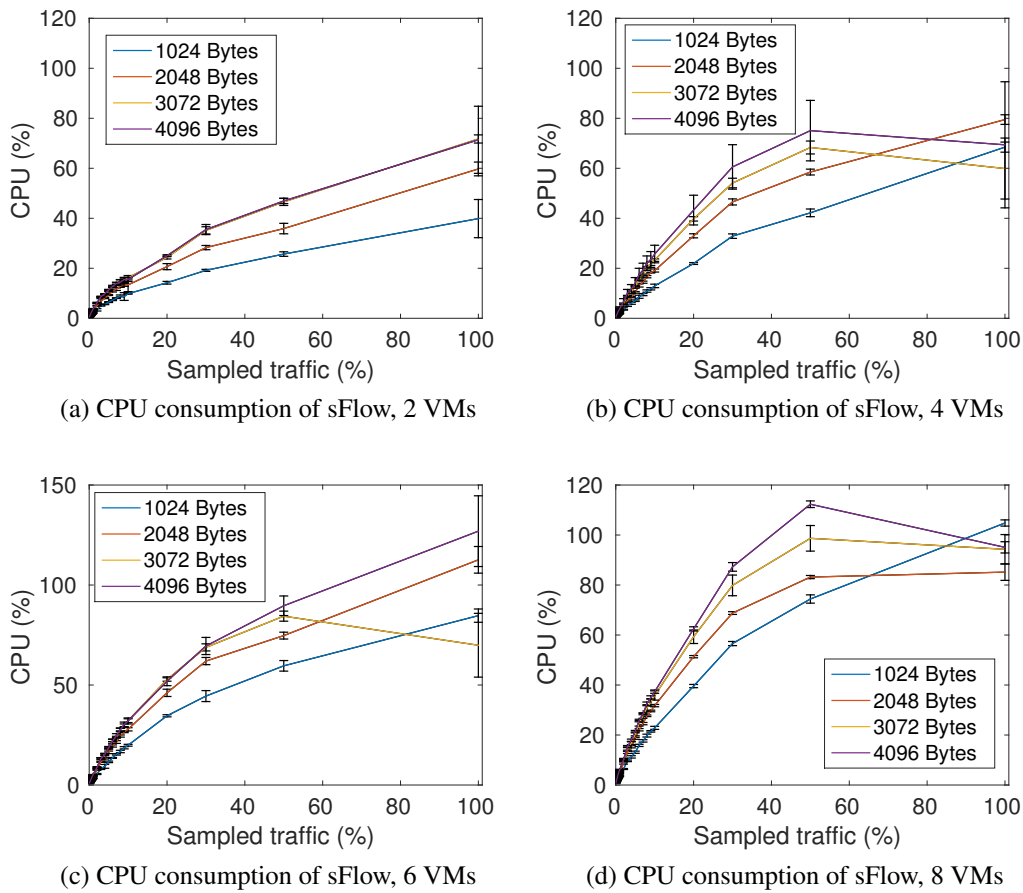 120
100
80
60
40
20
0
CPU (%)
1024 Bytes
2048 Bytes
3072 Bytes
4096 Bytes
0 20 40 60 80 100
Sampled traffic (%)
(a) CPU consumption of sFlow, 2 VMs
120
100
80
60
40
20
0
CPU (%)
1024 Bytes
2048 Bytes
3072 Bytes
4096 Bytes
0 20 40 60 80 100
Sampled traffic (%)
(b) CPU consumption of sFlow, 4 VMs
150
100
50
0
CPU (%)
1024 Bytes
2048 Bytes
3072 Bytes
4096 Bytes
0 20 40 60 80 100
Sampled traffic (%)
(c) CPU consumption of sFlow, 6 VMs
120
100
80
60
40
20
0
CPU (%)
1024 Bytes
2048 Bytes
3072 Bytes
4096 Bytes
0 20 40 60 80 100
Sampled traffic (%)
(d) CPU consumption of sFlow, 8 VMs